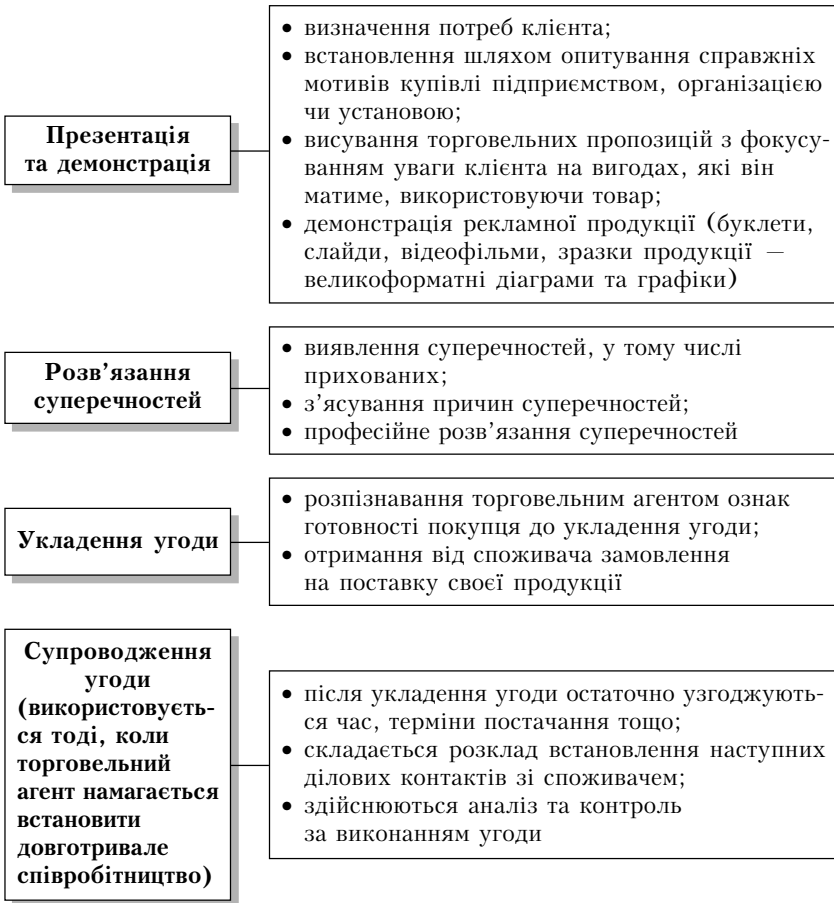 Презентація
та демонстрація
• визначення потреб клієнта;
• встановлення шляхом опитування справжніх
мотивів купівлі підприємством, організацією
чи установою;
• висування торговельних пропозицій з фокусу-
ванням уваги клієнта на вигодах, які він
матиме, використовуючи товар;
• демонстрація рекламної продукції (буклети,
слайди, відеофільми, зразки продукції —
великоформатні діаграми та графіки)
Розв’язання
суперечностей
• виявлення суперечностей, у тому числі
прихованих;
• з’ясування причин суперечностей;
• професійне розв’язання суперечностей
Укладення угоди
• розпізнавання торговельним агентом ознак
готовності покупця до укладення угоди;
• отримання від споживача замовлення
на поставку своєї продукції
Супроводження
угоди
(використовуєть-
ся тоді, коли
торговельний
агент намагається
встановити
довготривале
співробітництво)
• після укладення угоди остаточно узгоджують-
ся час, терміни постачання тощо;
• складається розклад встановлення наступних
ділових контактів зі споживачем;
• здійснюються аналіз та контроль
за виконанням угоди